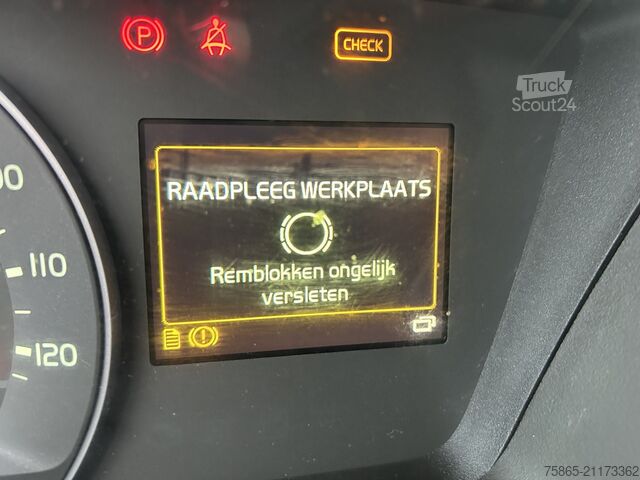 P
CHECK
Truck
Scout24
RAADPLEEG WERKPLAATS
Remblokken ongelijk
versleten
110
120
75865-21173362